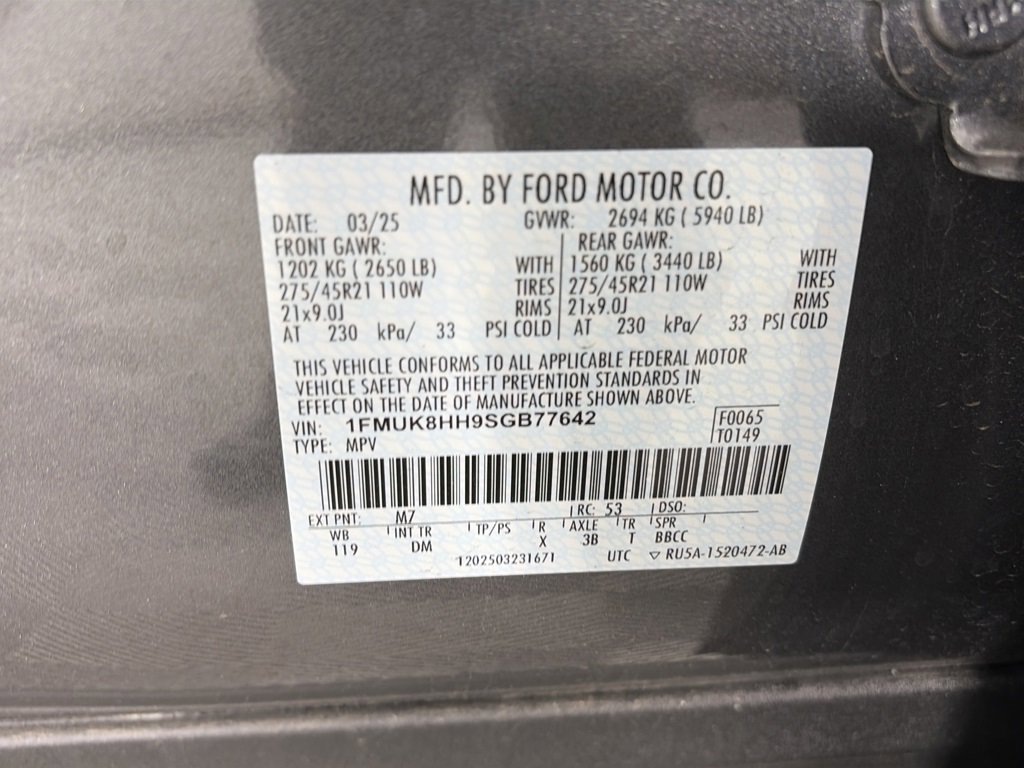 MFD. BY FORD MOTOR CO.
DATE: 03/25 GVWR: 2694 KG ( 5940 LB)
FRONT GAWR: REAR GAWR:
1202 KG ( 2650 LB) WITH 1560 KG ( 3440 LB) WITH
275/45R21 110W TIRES 275/45R21 110W TIRES
21x9.0J RIMS 21x9.0J RIMS
AT 230 kPa/ 33 PSI COLD AT 230 kPa/ 33 PSI COLD
THIS VEHICLE CONFORMS TO ALL APPLICABLE FEDERAL MOTOR
VEHICLE SAFETY AND THEFT PREVENTION STANDARDS IN
EFFECT ON THE DATE OF MANUFACTURE SHOWN ABOVE.
VIN: 1FMUK8HH9SGB77642 F0065
TYPE: MPV T0149
EXT PNT: M7 RC: 53 DSO:
WB INT TR TP/PS R AXLE TR SPR
119 DM X 3B T BBCC
1202503231671 UTC ▽ RU5A-1520472-AB